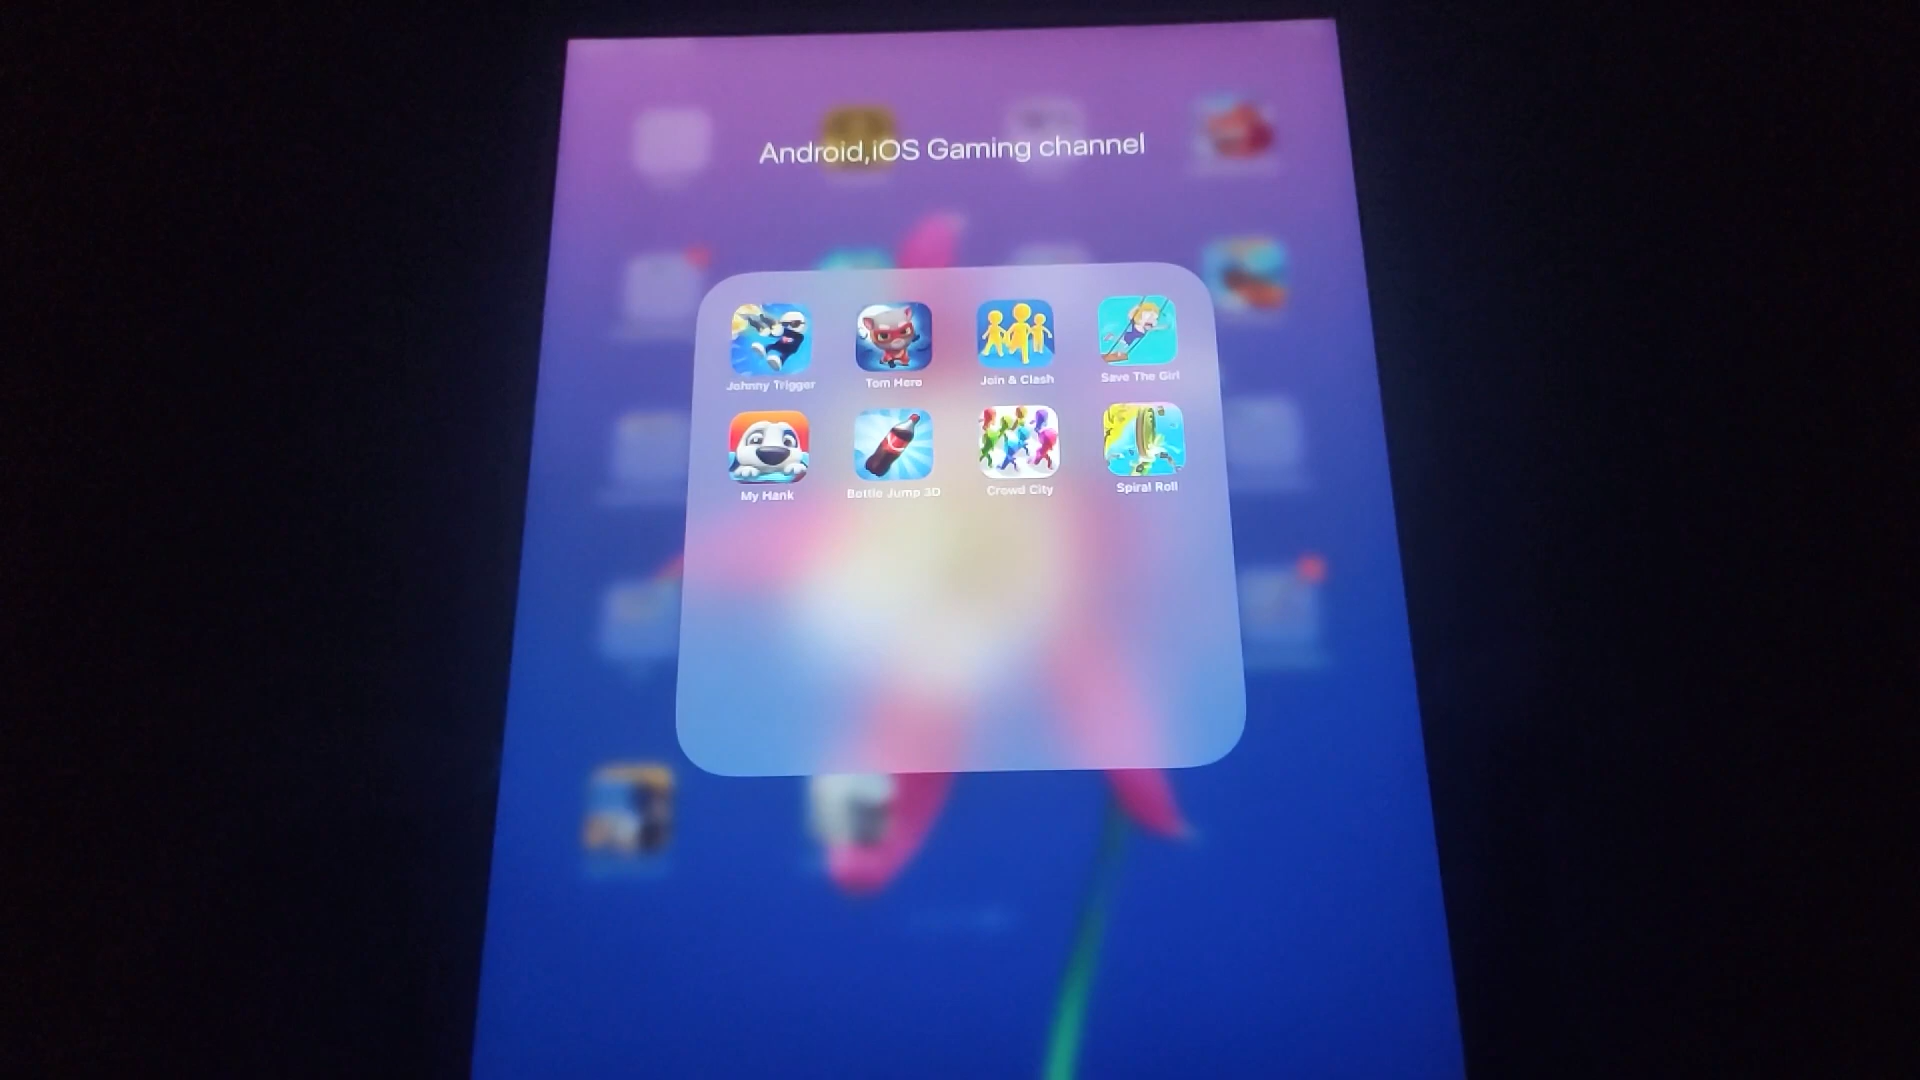 Android,iOS Gaming channel
Johnny Trigger
Tom Hero
Join & Clash
Save The Girl
My Hank
Bottle Jump 3D
Crowd City
Spiral Roll